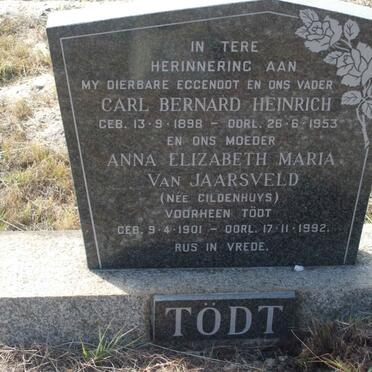 IN TERE
HERINNERING AAN
MY DIERBARE EGGENOOT EN ONS VADER
CARL BERNARD HEINRICH
GEB. 13-9-1898 - OORL. 26-6-1953
EN ONS MOEDER
ANNA ELIZABETH MARIA
VAN JAARSVELD
(NÉE GILDENHUYS)
VOORHEEN TÖDT
GEB. 9-4-1901 - OORL. 17-11-1992.
RUS IN VREDE.
TÖDT